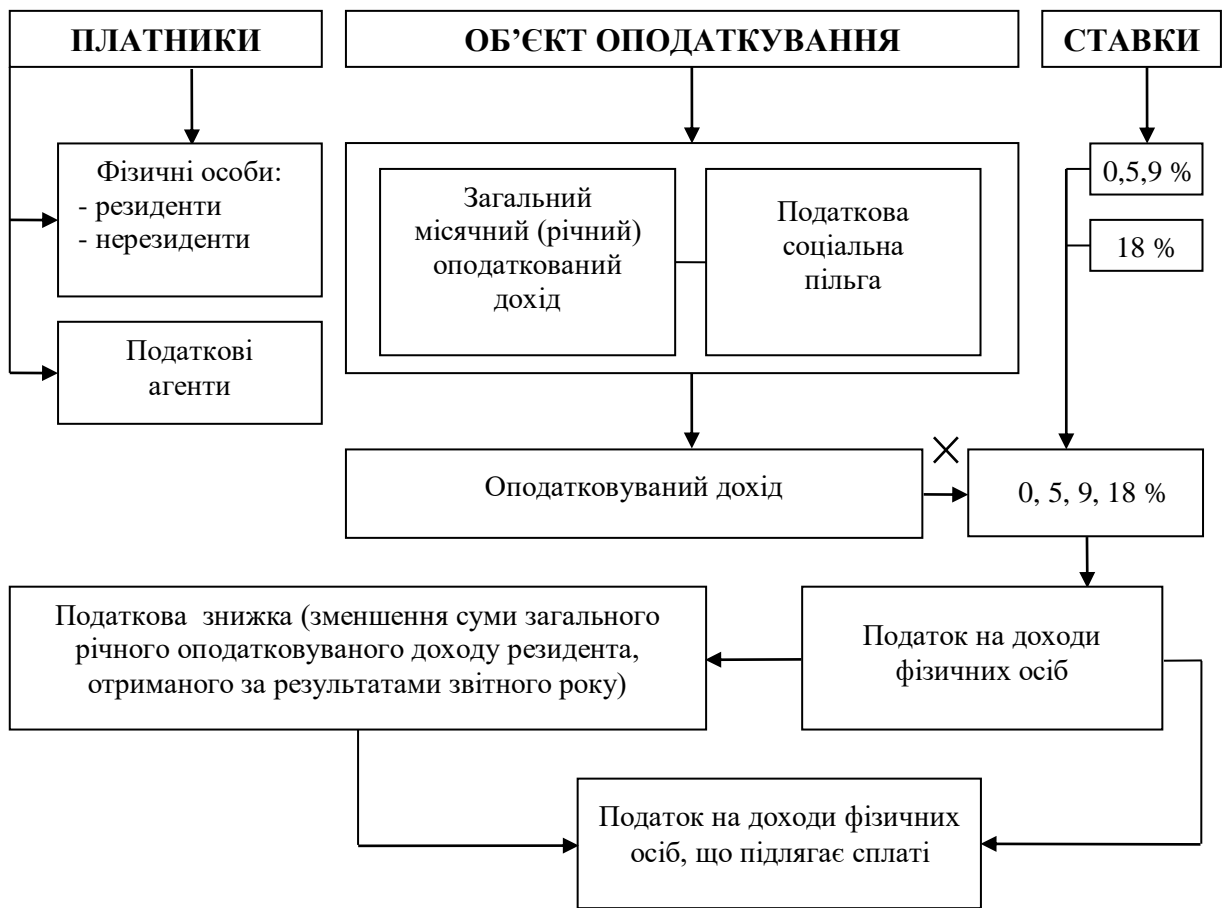 ПЛАТНИКИ
ОБ’ЄКТ ОПОДАТКУВАННЯ
СТАВКИ
Фізичні особи:
- резиденти
- нерезиденти
Податкові
агенти
Загальний
місячний (річний)
оподаткований
дохід
Податкова
соціальна
пільга
0,5,9 %
18 %
Оподатковуваний дохід
0, 5, 9, 18 %
Податкова знижка (зменшення суми загального
річного оподатковуваного доходу резидента,
отриманого за результатами звітного року)
Податок на доходи
фізичних осіб
Податок на доходи фізичних
осіб, що підлягає сплаті